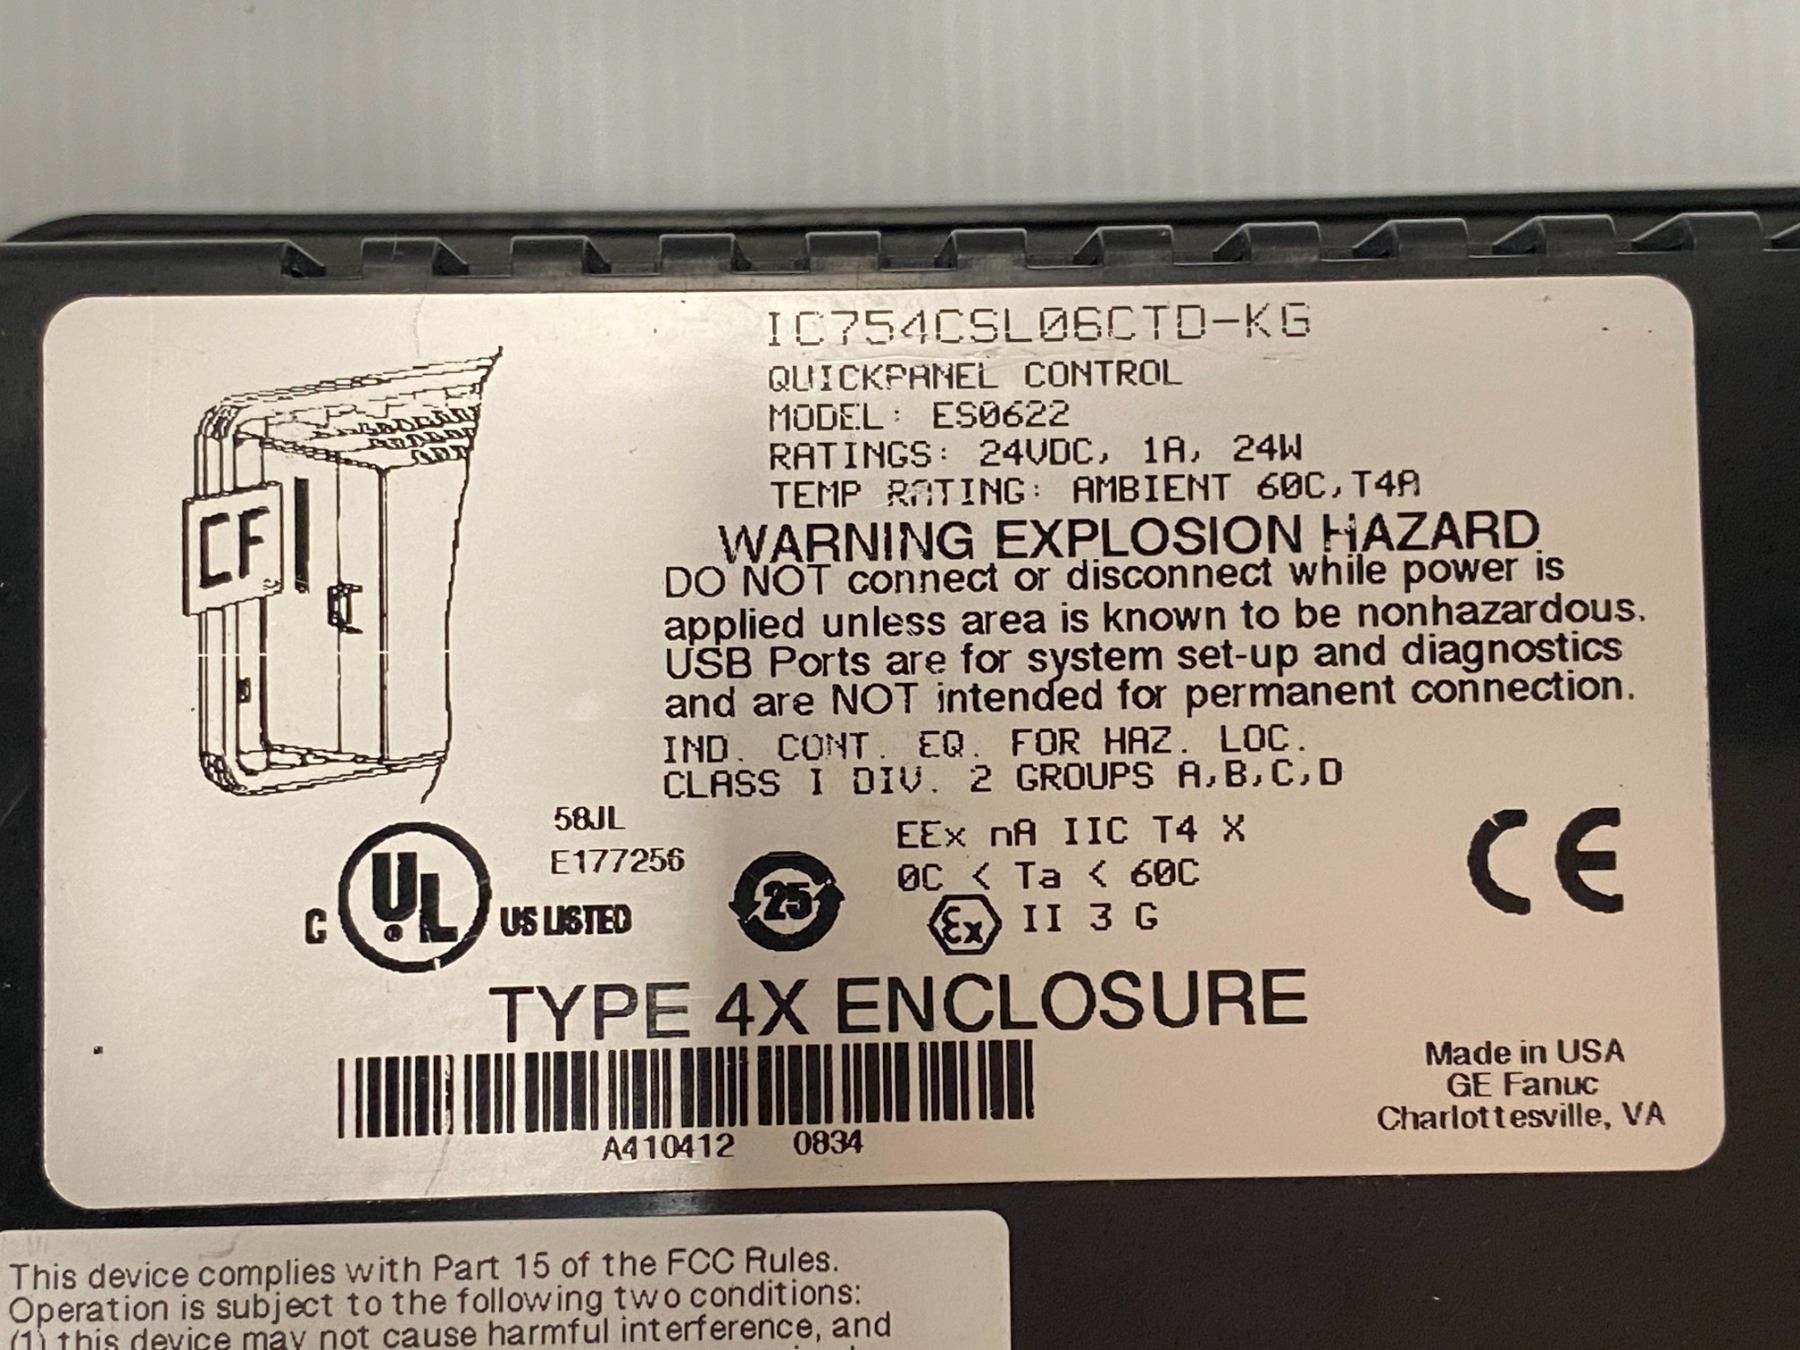 IC754CSL06CTD-KG
QUICKPANEL CONTROL
MODEL: ES0622
RATINGS: 24VDC, 1A, 24W
TEMP RATING: AMBIENT 60C,T4A
WARNING EXPLOSION HAZARD
DO NOT connect or disconnect while power is
applied unless area is known to be nonhazardous.
USB Ports are for system set-up and diagnostics
and are NOT intended for permanent connection.
IND. CONT. EQ. FOR HAZ. LOC.
CLASS I DIV. 2 GROUPS A,B,C,D
CF
58JL
E177256
C UL ® US LISTED
25
EEx nA IIC T4 X
0C < Ta < 60C
Ex II 3 G
CE
TYPE 4X ENCLOSURE
A410412 0834
Made in USA
GE Fanuc
Charlottesville, VA
This device complies with Part 15 of the FCC Rules.
Operation is subject to the following two conditions:
(1) this device may not cause harmful interference, and